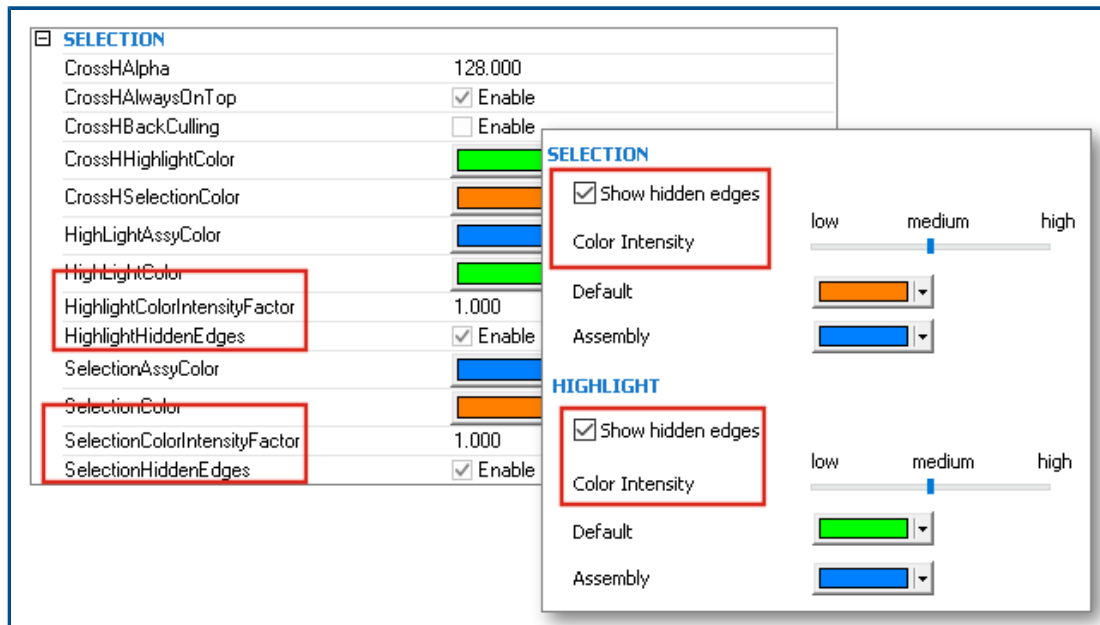 SELECTION
CrossHAlpha 128.000
CrossHAlwaysOnTop Enable
CrossHBackCulling Enable
CrossHHighlightColor
CrossHSelectionColor
HighLightAssyColor
HighLightColor
HighlightColorIntensityFactor 1.000
HighlightHiddenEdges Enable
SelectionAssyColor
SelectionColor
SelectionColorIntensityFactor 1.000
SelectionHiddenEdges Enable
SELECTION
Show hidden edges
low medium high
Color Intensity
Default
Assembly
HIGHLIGHT
Show hidden edges
low medium high
Color Intensity
Default
Assembly